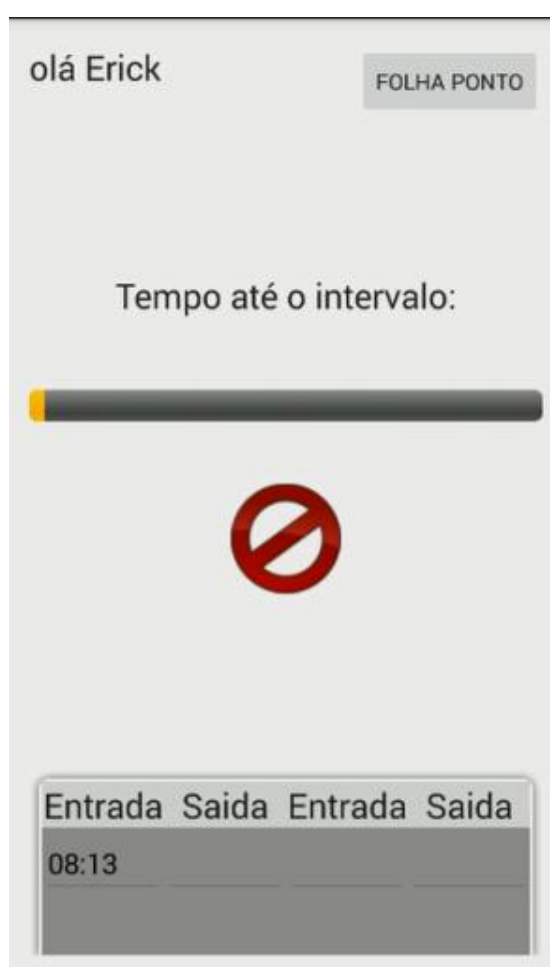 olá Erick
FOLHA PONTO
Tempo até o intervalo:
Entrada Saida Entrada Saida
08:13